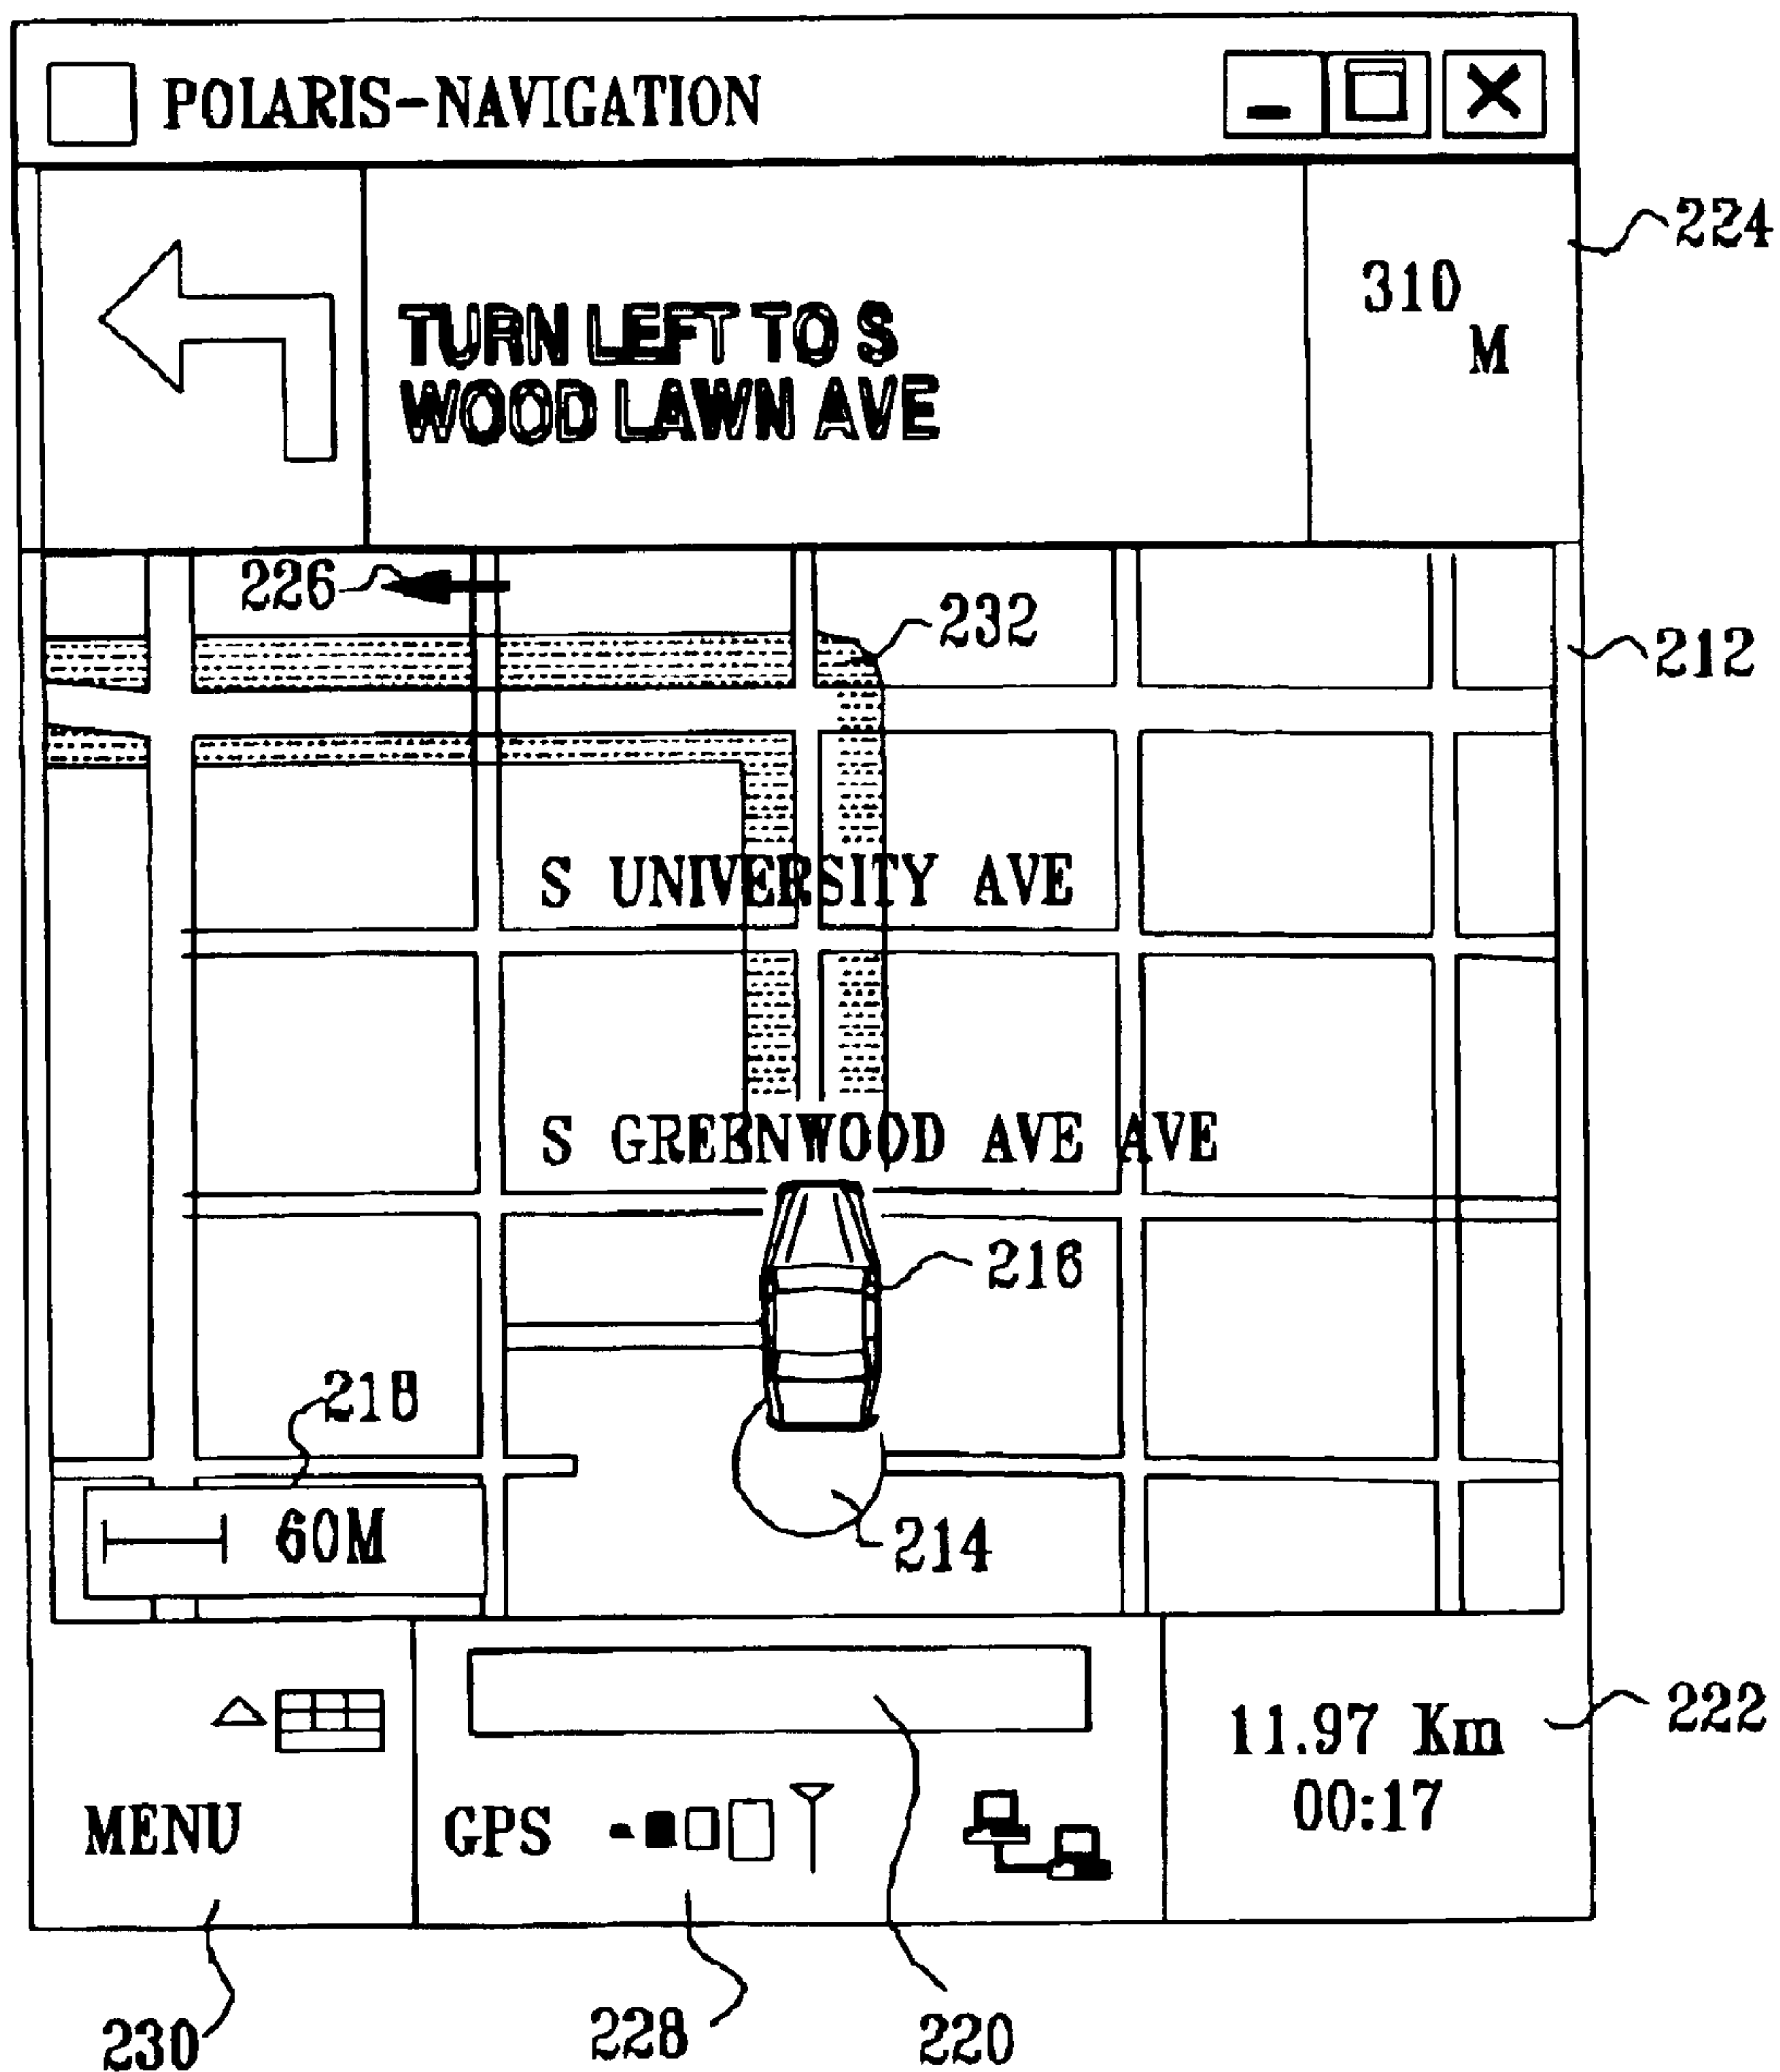 POLARIS-NAVIGATION
224
310
M
TURN LEFT TO S
WOOD LAWN AVE
226
232
212
S UNIVERSITY AVE
S GREENWOOD AVE AVE
216
218
60M
214
11.97 Km
222
00:17
MENU
GPS
230
228
220